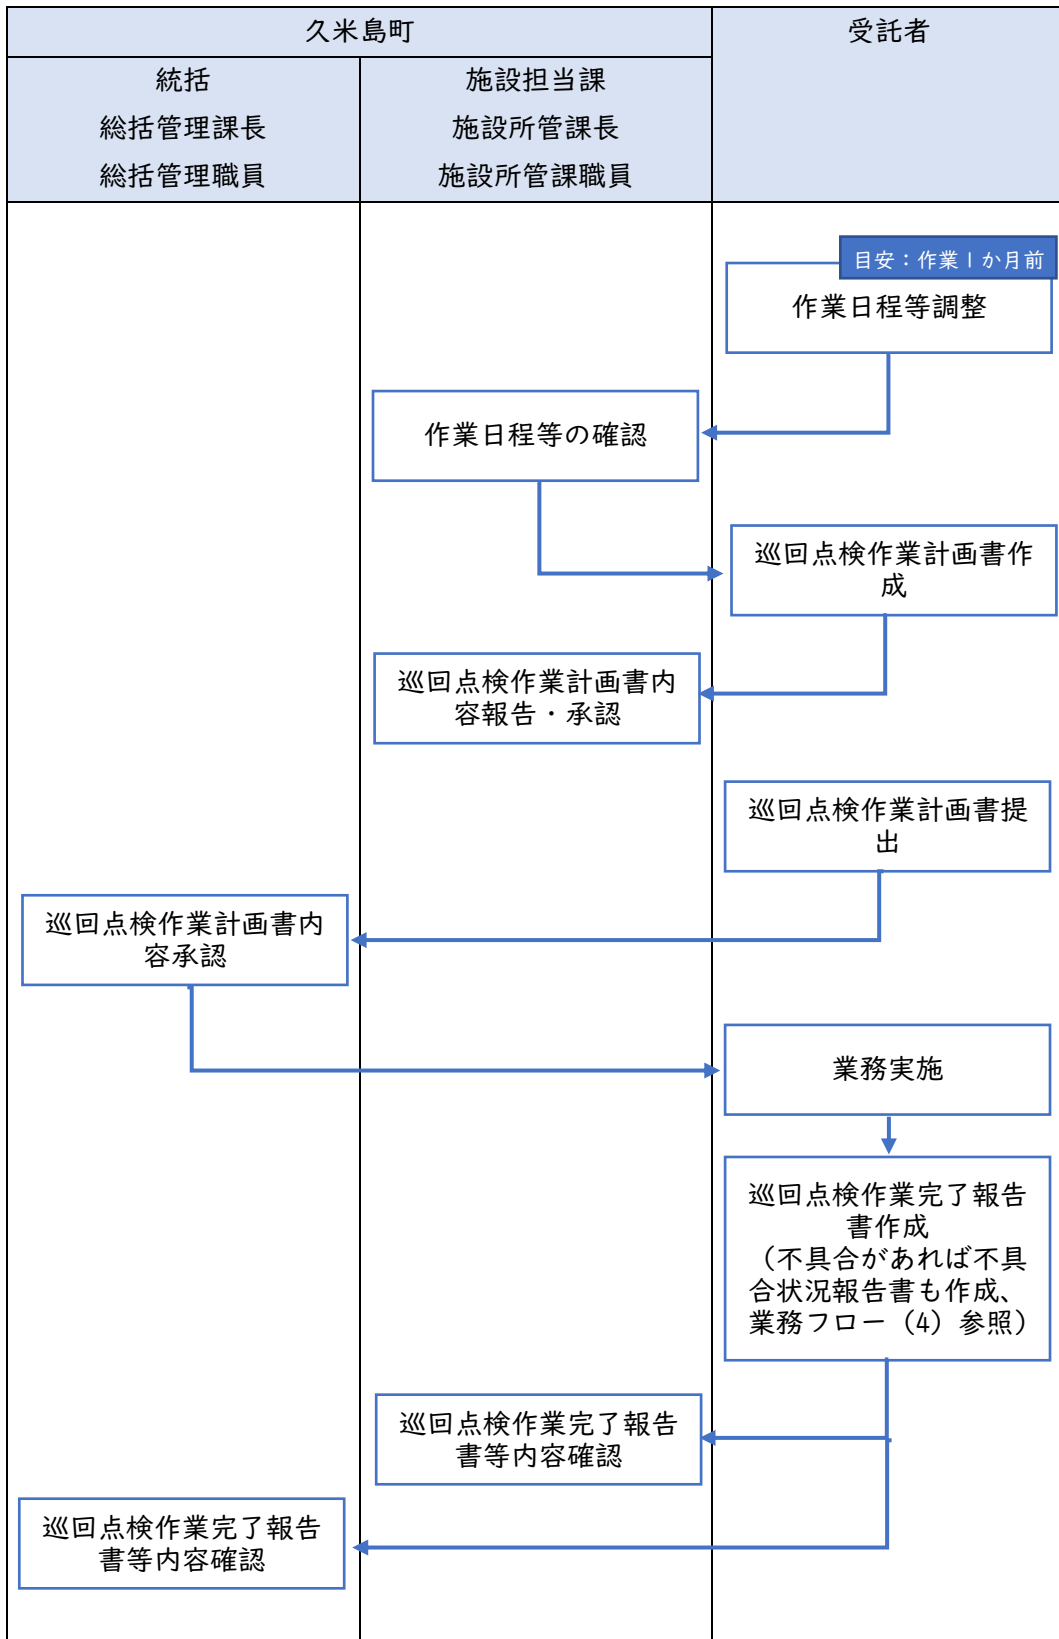 久米島町
受託者
統括
総括管理課長
総括管理職員
施設担当課
施設所管課長
施設所管課職員
目安：作業1か月前
作業日程等調整
作業日程等の確認
巡回点検作業計画書作
成
巡回点検作業計画書内
容報告・承認
巡回点検作業計画書提
出
巡回点検作業計画書内
容承認
業務実施
巡回点検作業完了報告
書作成
（不具合があれば不具
合状況報告書も作成、
業務フロー（4）参照）
巡回点検作業完了報告
書等内容確認
巡回点検作業完了報告
書等内容確認